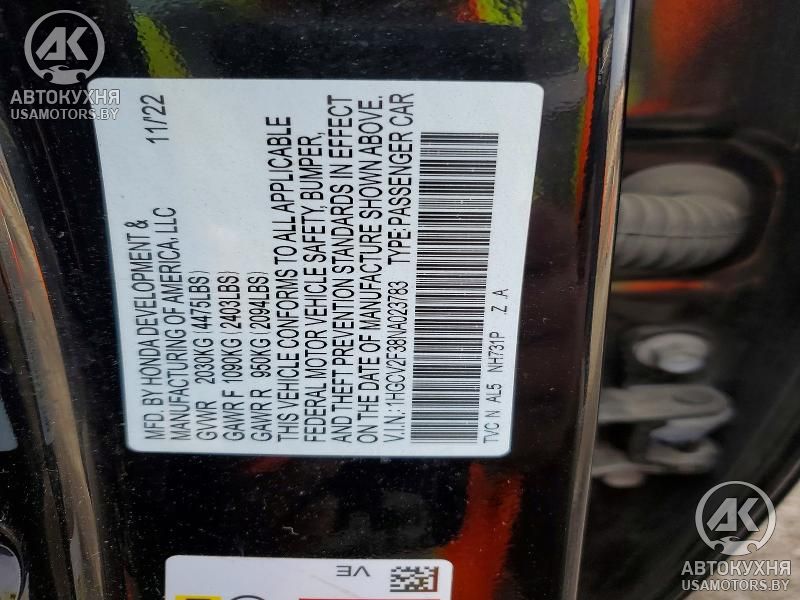 AK
АВТОКУХНЯ
USAMOTORS.BY
MFD. BY HONDA DEVELOPMENT & 11/'22
MANUFACTURING OF AMERICA, LLC
GVWR 2030KG(4475LBS)
GAWR F 1090KG(2403LBS)
GAWR R 950KG(2094LBS)
THIS VEHICLE CONFORMS TO ALL APPLICABLE
FEDERAL MOTOR VEHICLE SAFETY, BUMPER,
AND THEFT PREVENTION STANDARDS IN EFFECT
ON THE DATE OF MANUFACTURE SHOWN ABOVE.
V.I.N.:1HGCV2F38NA023783 TYPE:PASSENGER CAR
TVC N AL5 NH731P Z A
VE
AK
АВТОКУХНЯ
USAMOTORS.BY